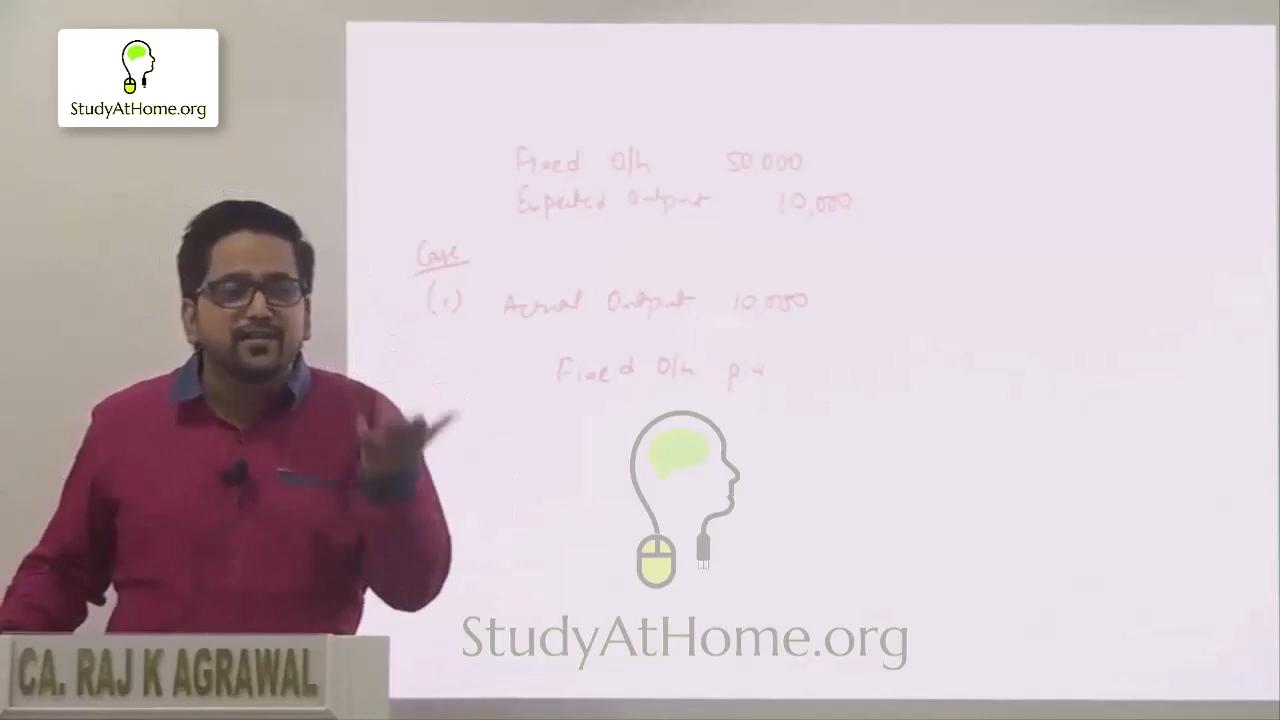 StudyAtHome.org
Fixed O/h 50,000
Expected Output 10,000
Case
(1) Actual Output 10,000
Fixed O/h p.u
StudyAtHome.org
CA. RAJ K AGRAWAL